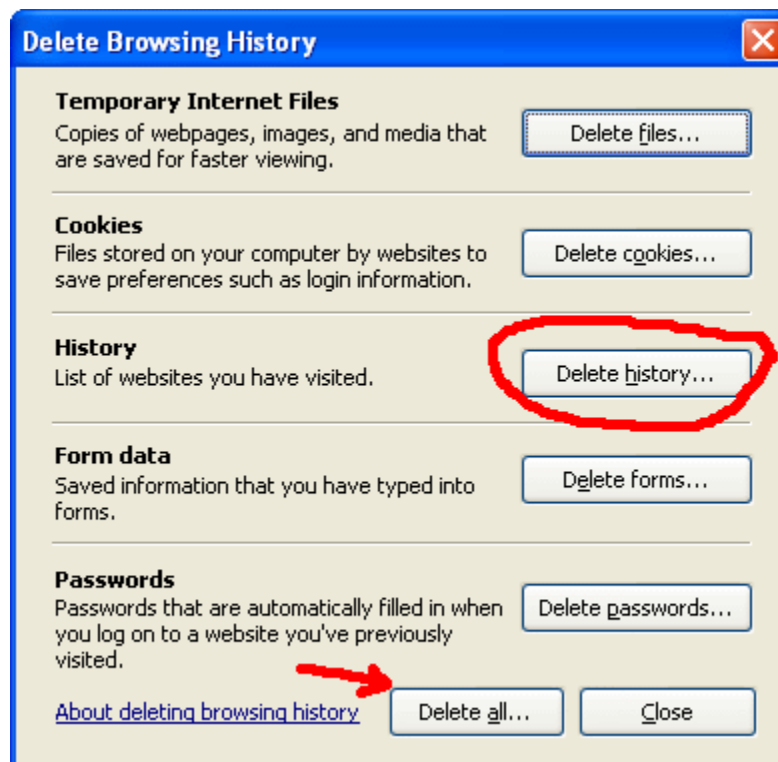 Delete Browsing History
Temporary Internet Files
Copies of webpages, images, and media that
are saved for faster viewing.
Delete files...
Cookies
Files stored on your computer by websites to
save preferences such as login information.
Delete cookies...
History
List of websites you have visited.
Delete history...
Form data
Saved information that you have typed into
forms.
Delete forms...
Passwords
Passwords that are automatically filled in when
you log on to a website you've previously
visited.
Delete passwords...
About deleting browsing history
Delete all...
Close